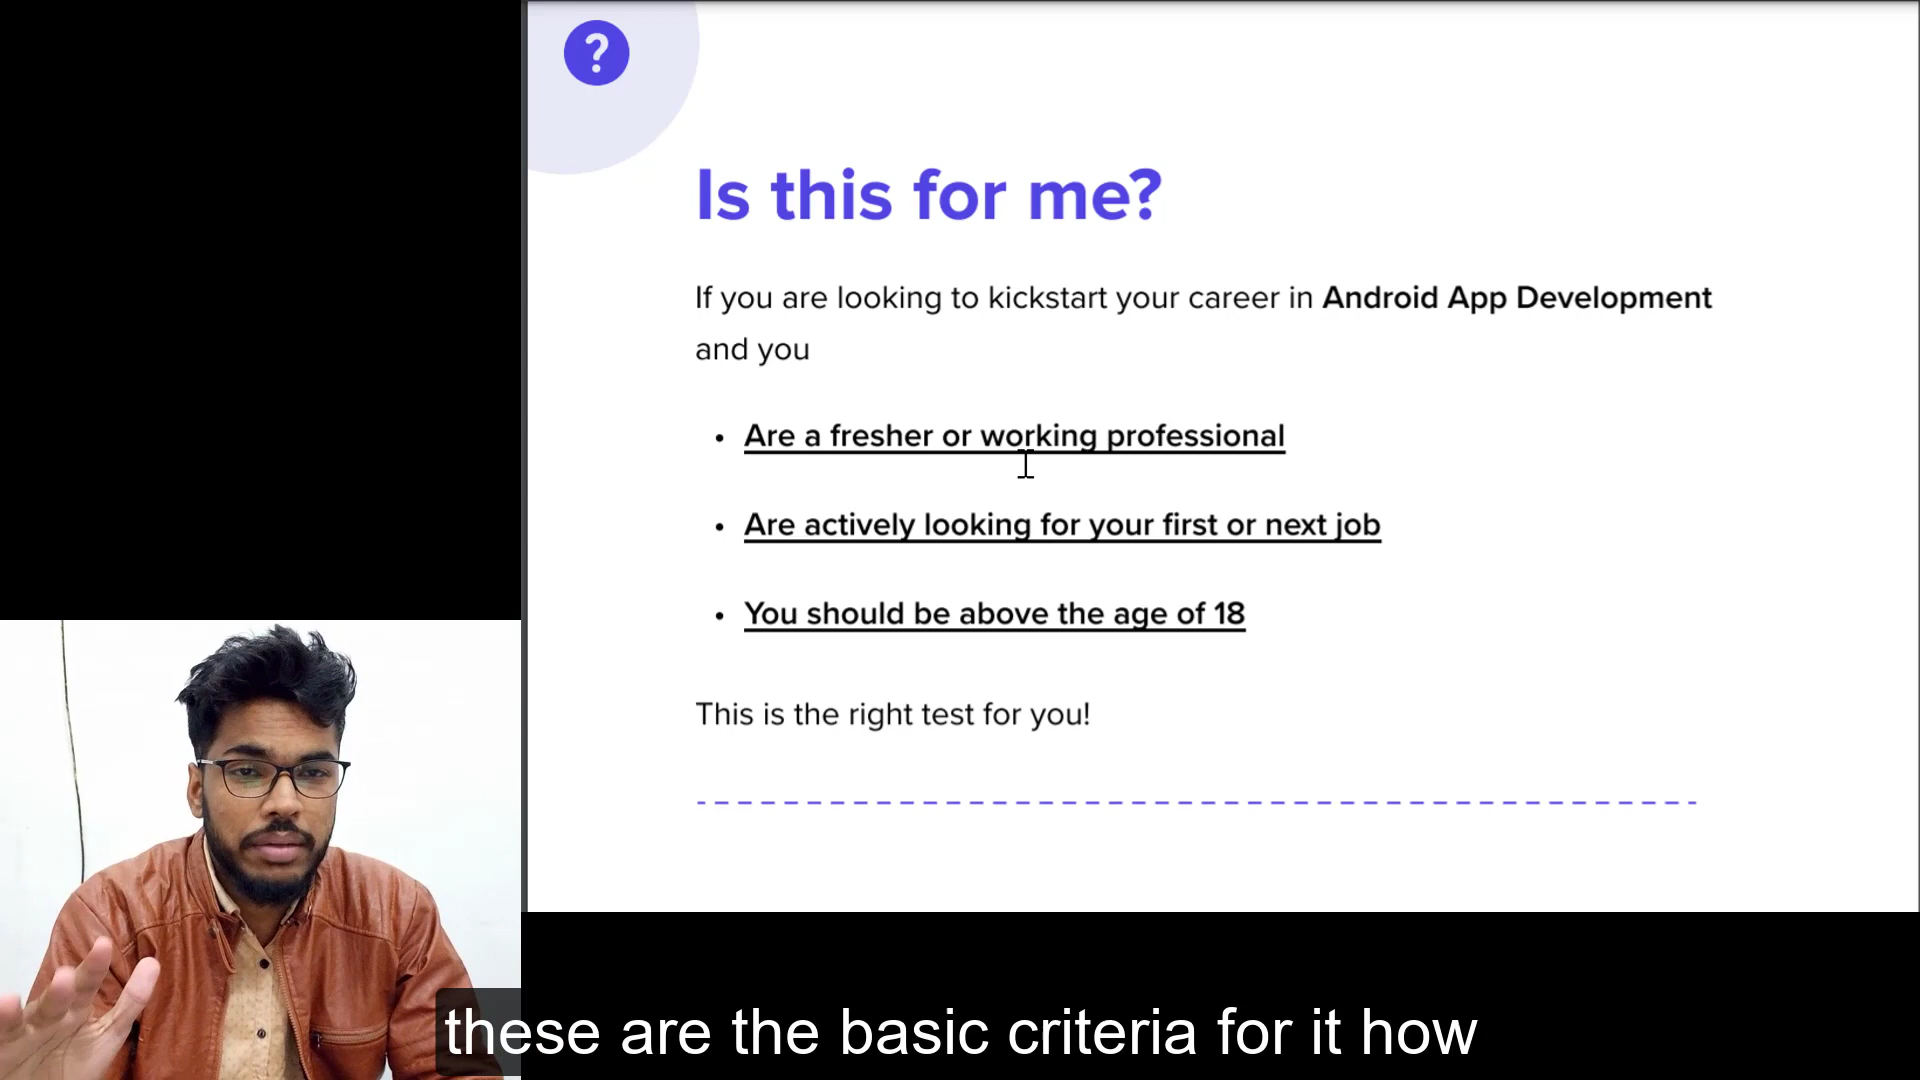 ?
Is this for me?
If you are looking to kickstart your career in Android App Development
and you
• Are a fresher or working professional
• Are actively looking for your first or next job
• You should be above the age of 18
This is the right test for you!
these are the basic criteria for it how